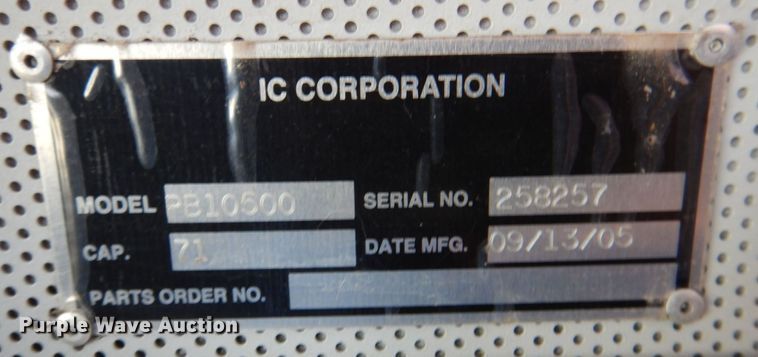 IC CORPORATION
MODEL PB10500 SERIAL NO. 258257
CAP. 71 DATE MFG. 09/13/05
PARTS ORDER NO.
Purple Wave Auction